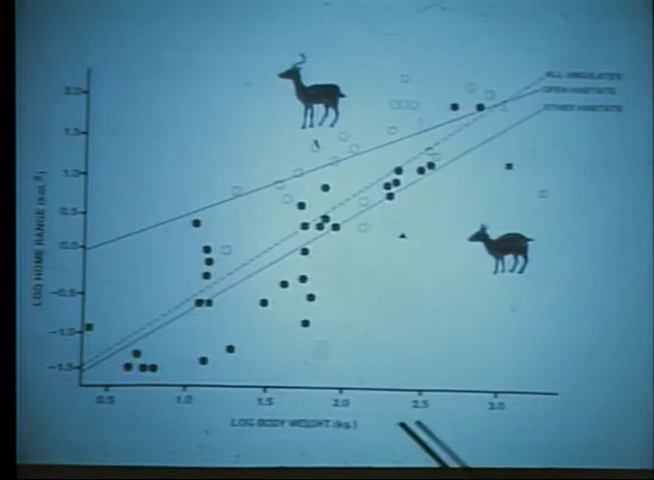 ALL UNGULATES
OPEN HABITATS
OTHER HABITATS
2.0
1.5
1.0
0.5
0.0
-0.5
-1.0
-1.5
LOG HOME RANGE (km²)
0.5
1.0
1.5
2.0
2.5
3.0
LOG BODY WEIGHT (kg)